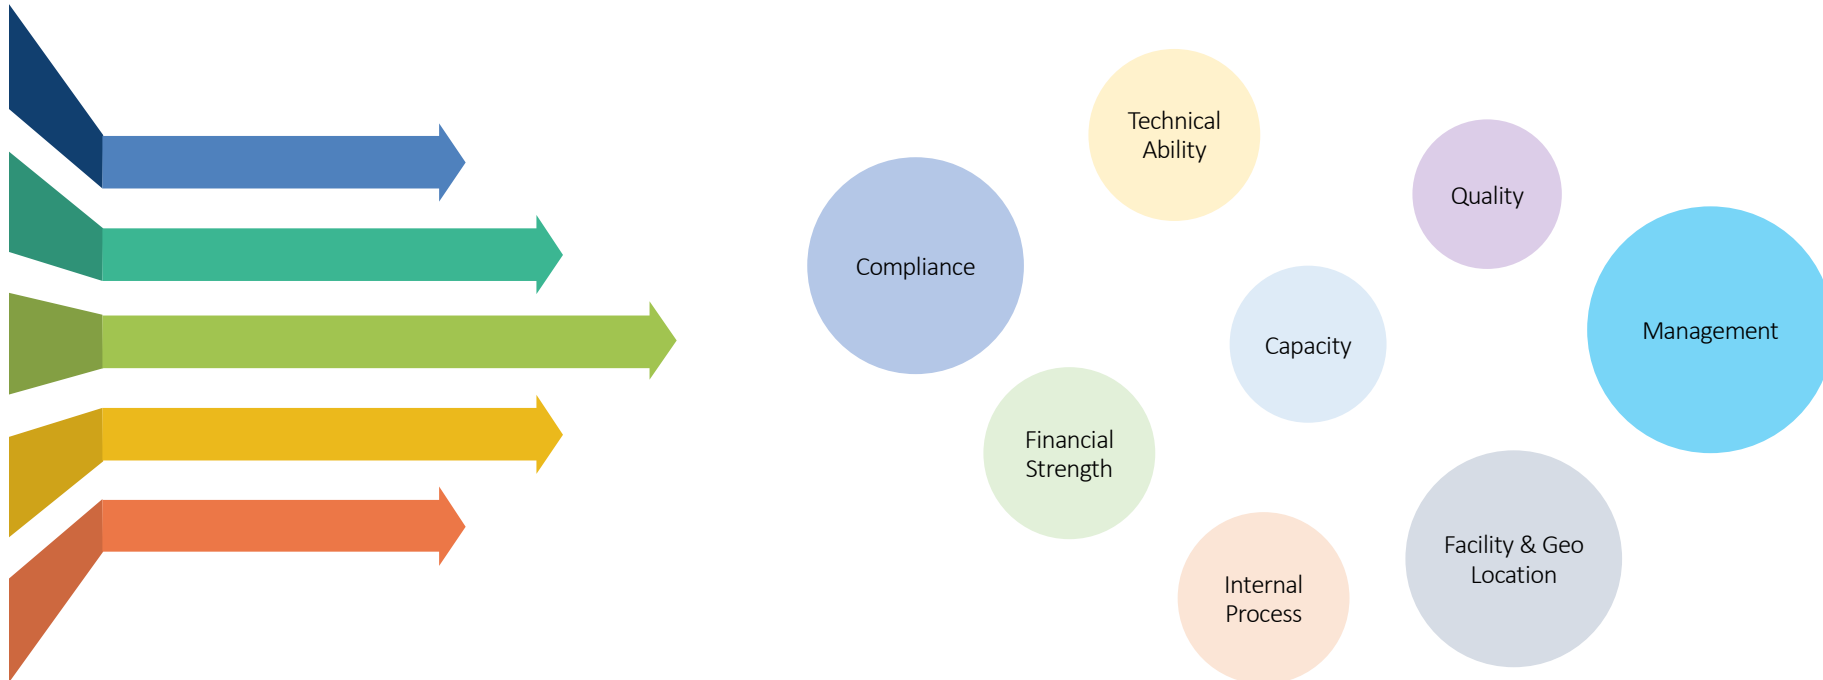 Technical
Ability
Quality
Compliance
Management
Capacity
Financial
Strength
Facility & Geo
Location
Internal
Process